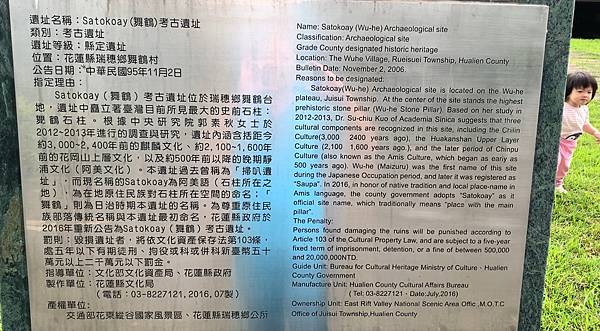 遺址名稱：Satokoay(舞鶴)考古遺址
類別：考古遺址
遺址等級：縣定遺址
位置：花蓮縣瑞穗鄉舞鶴村
公告日期：中華民國95年11月2日
指定理由：
Satokoay（舞鶴）考古遺址位於瑞穗鄉舞鶴台
地，遺址中矗立著臺灣目前所見最大的史前石柱：
舞鶴石柱。根據中央研究院郭素秋女士於
2012~2013年進行的調查與研究，遺址內涵包括距今
約3,000~2,400年前的麒麟文化、約2,100~1,600年
前的花岡山上層文化，以及約500年前以降的晚期靜
浦文化（阿美文化）。本遺址過去曾稱為「掃叭遺
址」，而現名稱的Satokoay為阿美語（石柱所在之
地），為在地原住民族對石柱所在空間的命名；「
舞鶴」則為日治時期本遺址的名稱。為尊重原住民
族部落傳統名稱與本遺址最初命名，花蓮縣政府於
2016年重新公告為Satokoay（舞鶴）考古遺址。
罰則：毀損遺址者，將依文化資產保存法第103條，
處五年以下有期徒刑、拘役或科或併科新臺幣五十
萬元以上二千萬元以下罰金。
指導單位：文化部文化資產局、花蓮縣政府
製作單位：花蓮縣文化局
（電話：03-8227121,2016,07製）
產權單位：
交通部花東縱谷國家風景區、花蓮縣瑞穗鄉公所
Name: Satokoay (Wu-he) Archaeological site
Classification: Archaeological site
Grade County designated historic heritage
Location: The Wuhe Village, Rueisuei Township, Hualien County
Bulletin Date: November 2, 2006.
Reasons to be designated:
Satokoay(Wu-he) Archaeological site is located on the Wu-he
plateau, Juisui Township. At the center of the site stands the highest
prehistoric stone pillar (Wu-he Stone Pillar). Based on her study in
2012-2013, Dr. Su-chiu Kuo of Academia Sinica suggests that three
cultural components are recognized in this site, including the Chilin
Culture(3,000 2400 years ago), the Huakanshan Upper Layer
Culture (2,100 1,600 years ago.), and the later period of Chinpu
Culture (also known as the Amis Culture, which began as early as
500 years ago). Wu-he (Maizuru) was the first name of this site
during the Japanese Occupation period, and later it was registered as
"Saupa". In 2016, in honor of native tradition and local place-name in
Amis language, the county government adopts "Satokoay" as it
official site name, which traditionally means "place with the main
pillar".
The Penalty:
Persons found damaging the ruins will be punished according to
Article 103 of the Cultural Property Law, and are subject to a five-year
fixed term of imprisonment, detention, or a fine of between 500,000
and 20,000,000NTD.
Guide Unit: Bureau for Cultural Heritage Ministry of Culture、Hualien
County Government
Manufacture Unit: Hualien County Cultural Affairs Bureau
( Tel: 03-8227121 · Date:July,2016)
Ownership Unit: East Rift Valley National Scenic Area Offic ,M.O.T.C
Office of Juisui Township,Hualien County